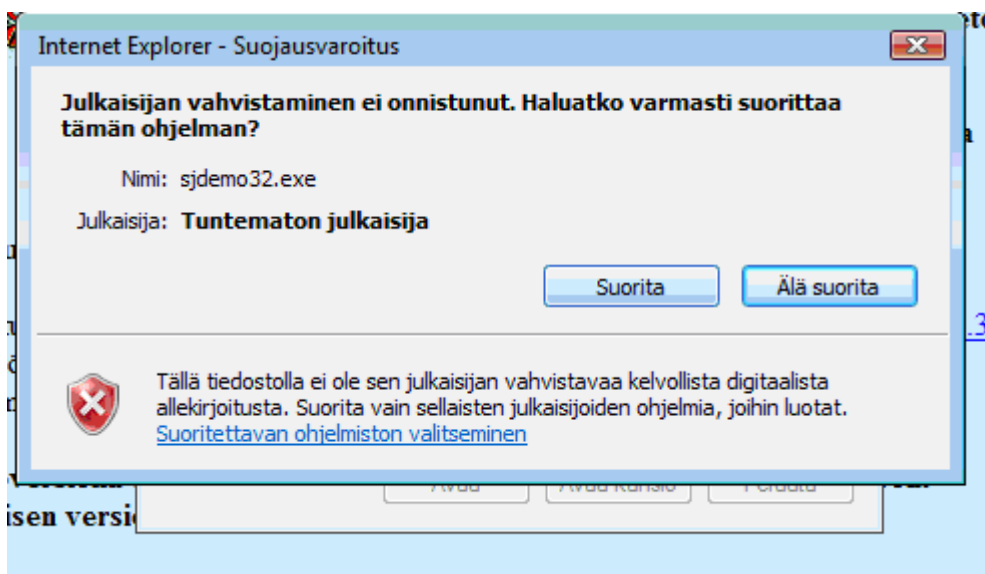 Internet Explorer - Suojausvaroitus
Julkaisijan vahvistaminen ei onnistunut. Haluatko varmasti suorittaa
tämän ohjelman?
Nimi: sjdemo32.exe
Julkaisija: Tuntematon julkaisija
Suorita
Älä suorita
Tällä tiedostolla ei ole sen julkaisijan vahvistavaa kelvollista digitaalista
allekirjoitusta. Suorita vain sellaisten julkaisijoiden ohjelmia, joihin luotat.
Suoritettavan ohjelmiston valitseminen